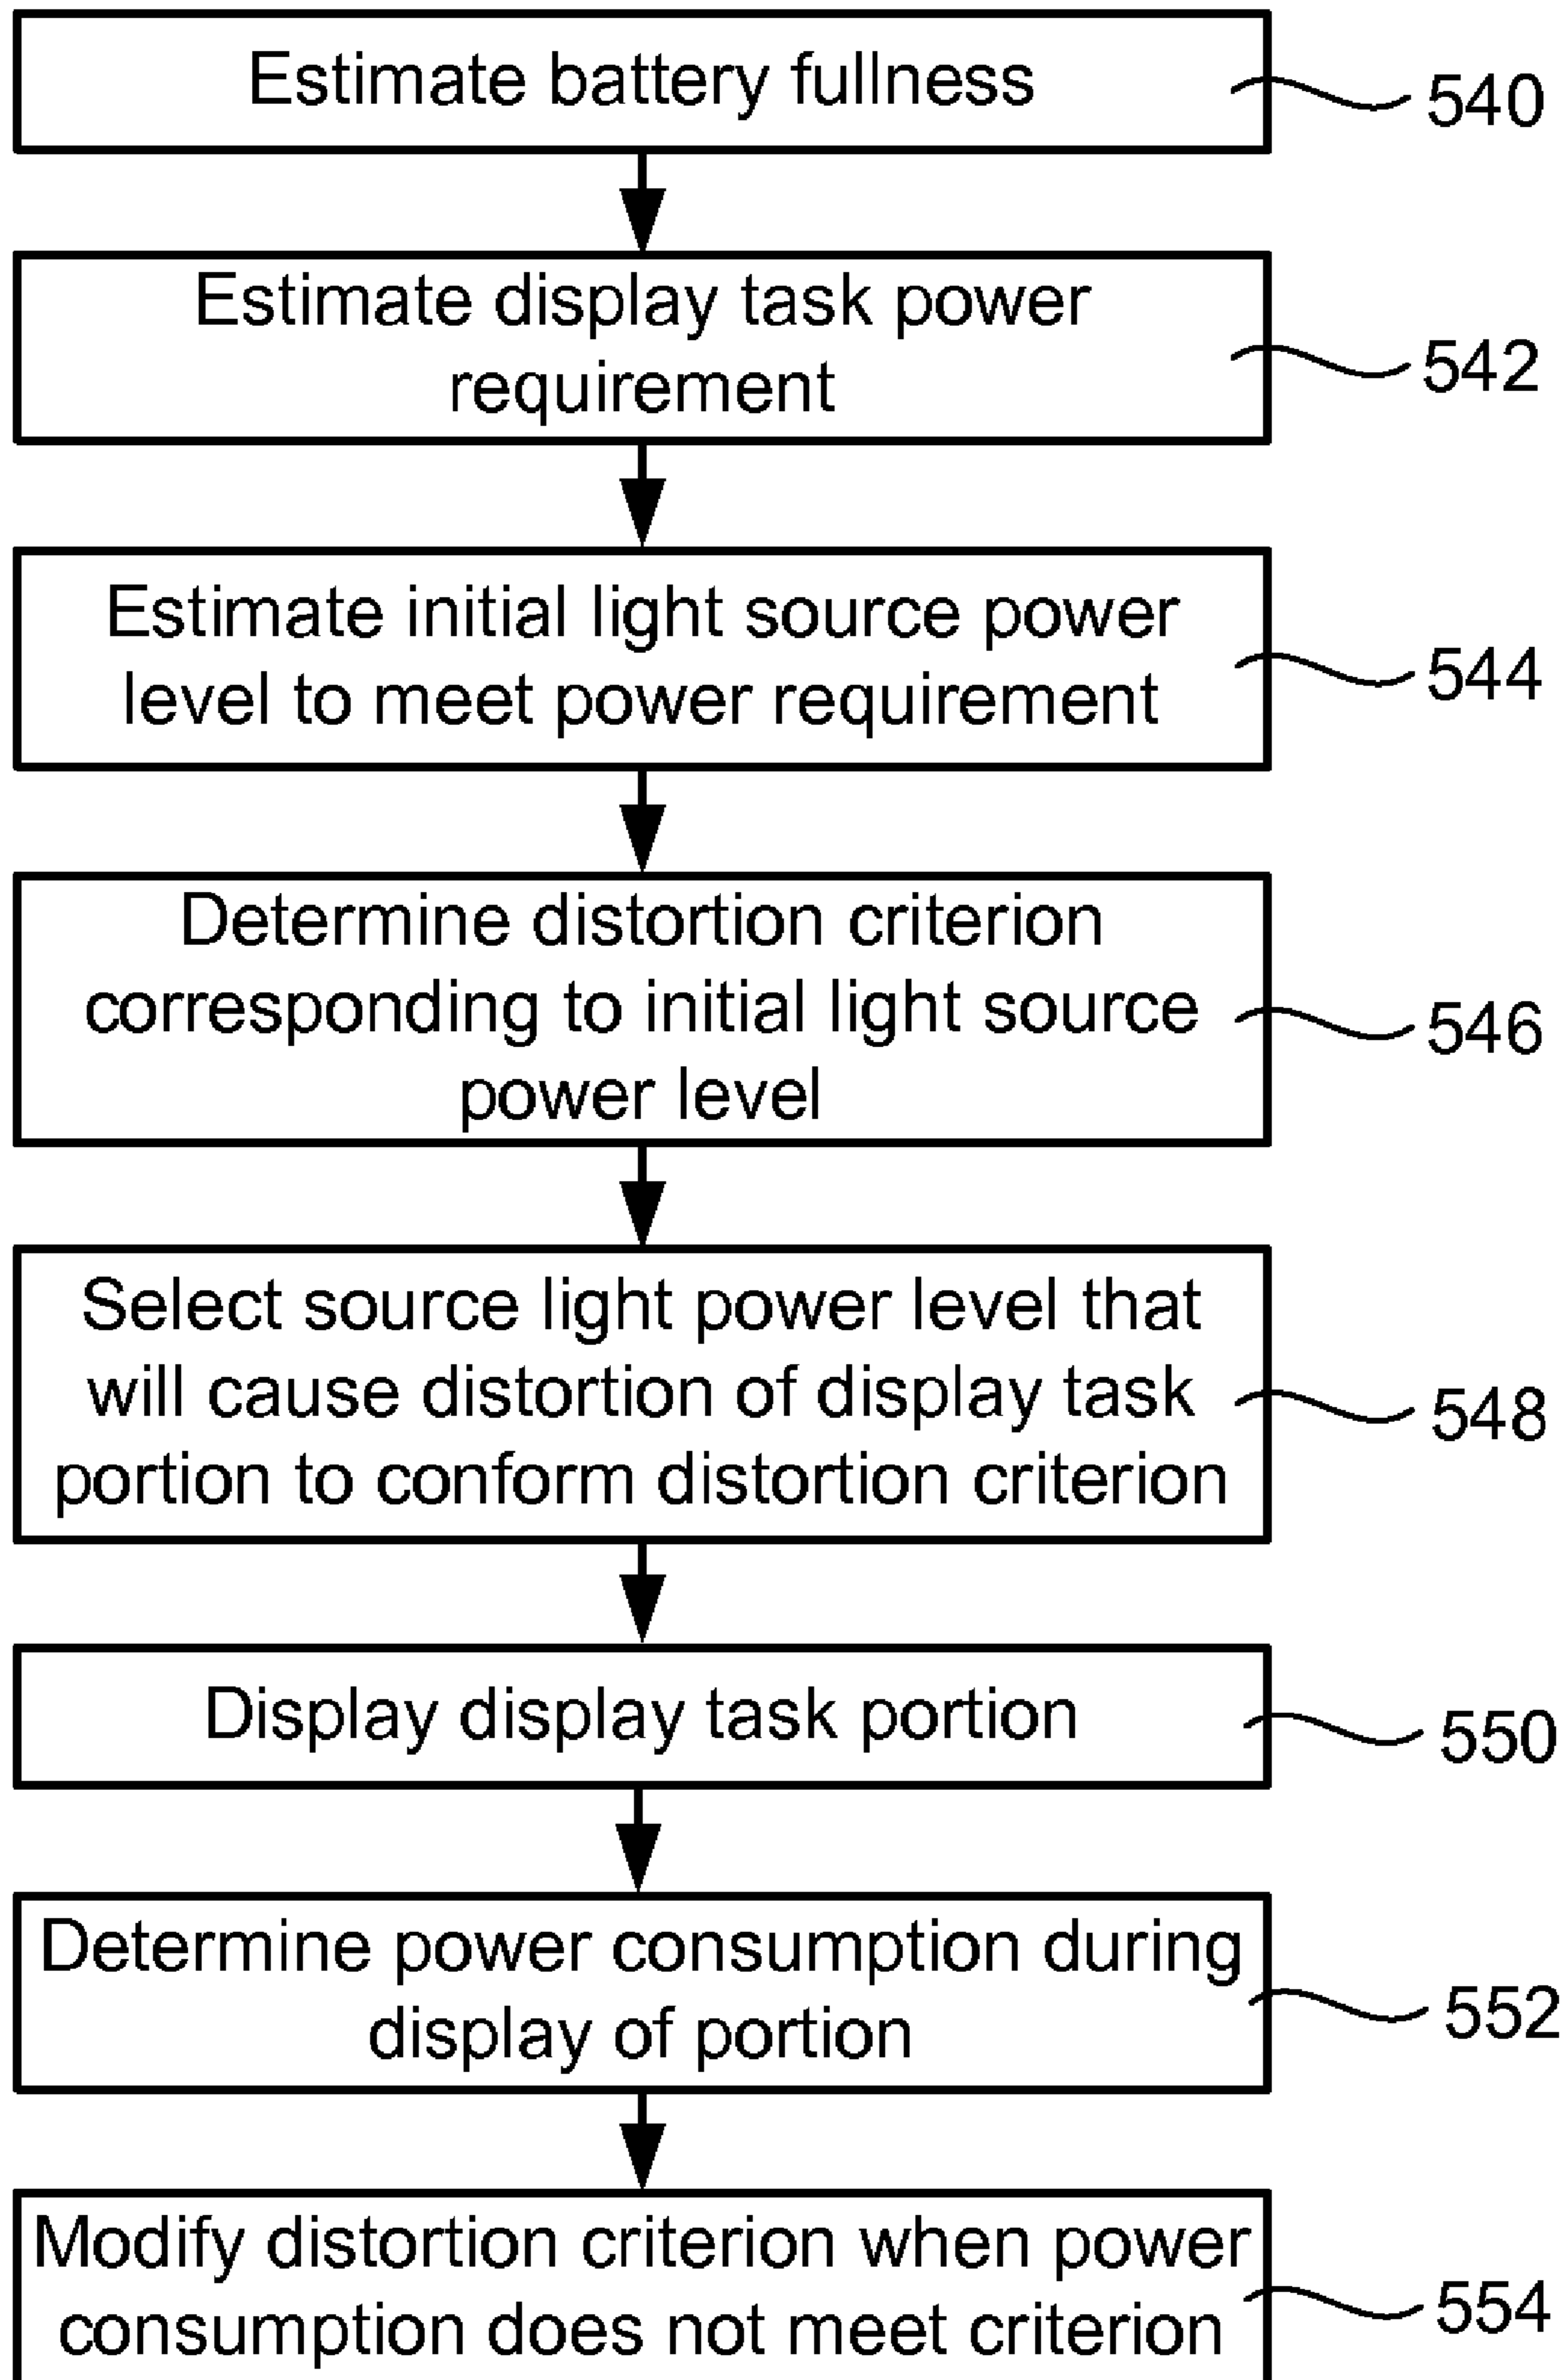 Estimate battery fullness
540
Estimate display task power
requirement
542
Estimate initial light source power
level to meet power requirement
544
Determine distortion criterion
corresponding to initial light source
power level
546
Select source light power level that
will cause distortion of display task
portion to conform distortion criterion
548
Display display task portion
550
Determine power consumption during
display of portion
552
Modify distortion criterion when power
consumption does not meet criterion
554